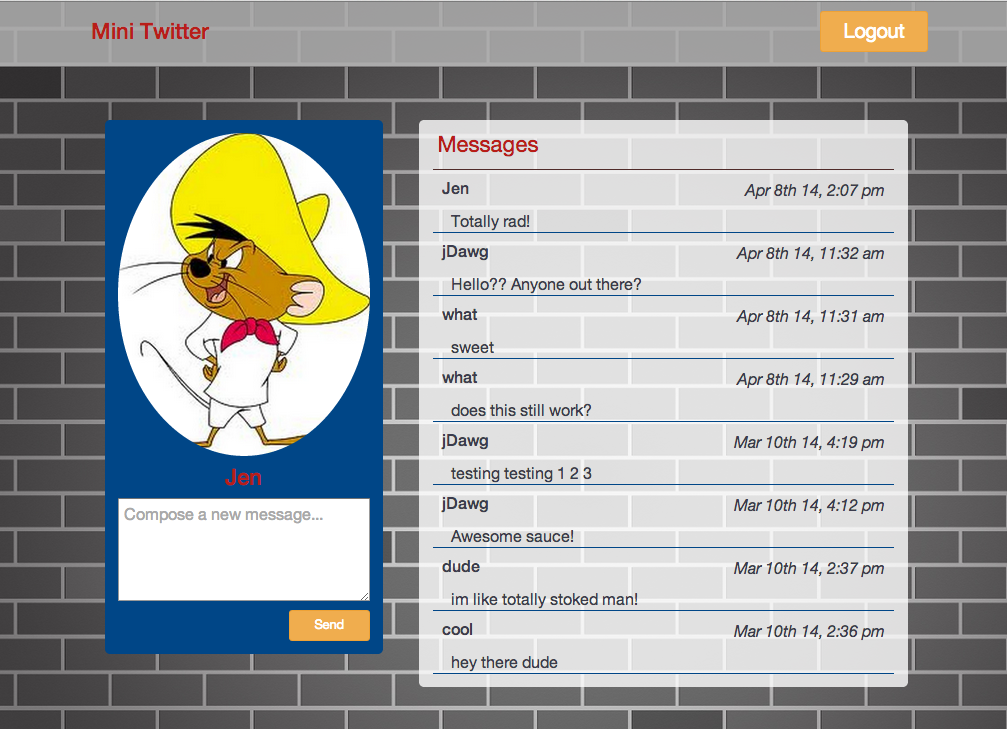 Mini Twitter
Logout
Jen
Compose a new message...
Send
Messages
Jen Apr 8th 14, 2:07 pm
Totally rad!
jDawg Apr 8th 14, 11:32 am
Hello?? Anyone out there?
what Apr 8th 14, 11:31 am
sweet
what Apr 8th 14, 11:29 am
does this still work?
jDawg Mar 10th 14, 4:19 pm
testing testing 1 2 3
jDawg Mar 10th 14, 4:12 pm
Awesome sauce!
dude Mar 10th 14, 2:37 pm
im like totally stoked man!
cool Mar 10th 14, 2:36 pm
hey there dude